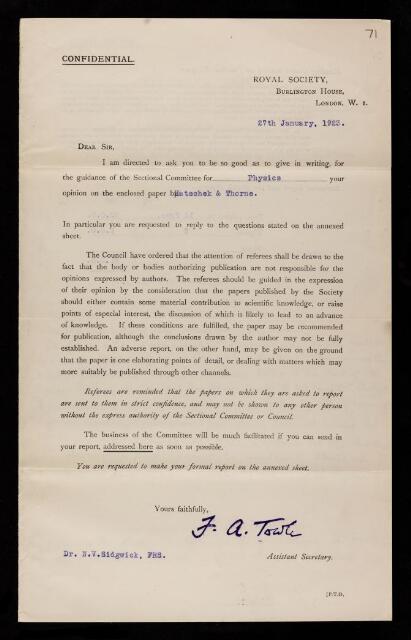 71
CONFIDENTIAL.
ROYAL SOCIETY,
BURLINGTON HOUSE,
LONDON, W. 1.
27th January, 1923.
DEAR SIR,
I am directed to ask you to be so good as to give in writing, for
the guidance of the Sectional Committee for Physics your
opinion on the enclosed paper by Hatschek & Thorne.
In particular you are requested to reply to the questions stated on the annexed
sheet.
The Council have ordered that the attention of referees shall be drawn to the
fact that the body or bodies authorizing publication are not responsible for the
opinions expressed by authors. The referees should be guided in the expression
of their opinion by the consideration that the papers published by the Society
should either contain some material contribution to scientific knowledge, or raise
points of especial interest, the discussion of which is likely to lead to an advance
of knowledge. If these conditions are fulfilled, the paper may be recommended
for publication, although the conclusions drawn by the author may not be fully
established. An adverse report, on the other hand, may be given on the ground
that the paper is one elaborating points of detail, or dealing with matters which may
more suitably be published through other channels.
Referees are reminded that the papers on which they are asked to report
are sent to them in strict confidence, and may not be shown to any other person
without the express authority of the Sectional Committee or Council.
The business of the Committee will be much facilitated if you can send in
your report, addressed here as soon as possible.
You are requested to make your formal report on the annexed sheet.
Yours faithfully,
F. A. Towle
Dr. N.V.Sidgwick, FRS.
Assistant Secretary.
[P.T.O.